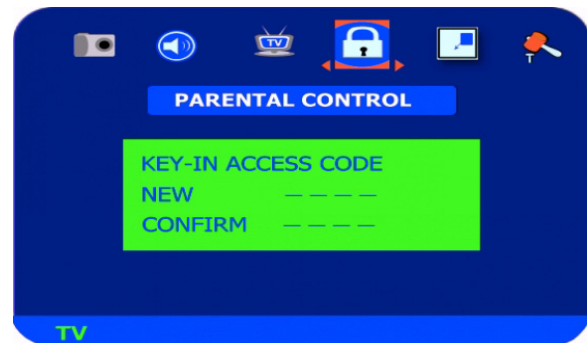 TV
PARENTAL CONTROL
KEY-IN ACCESS CODE
NEW – – – –
CONFIRM – – – –
TV